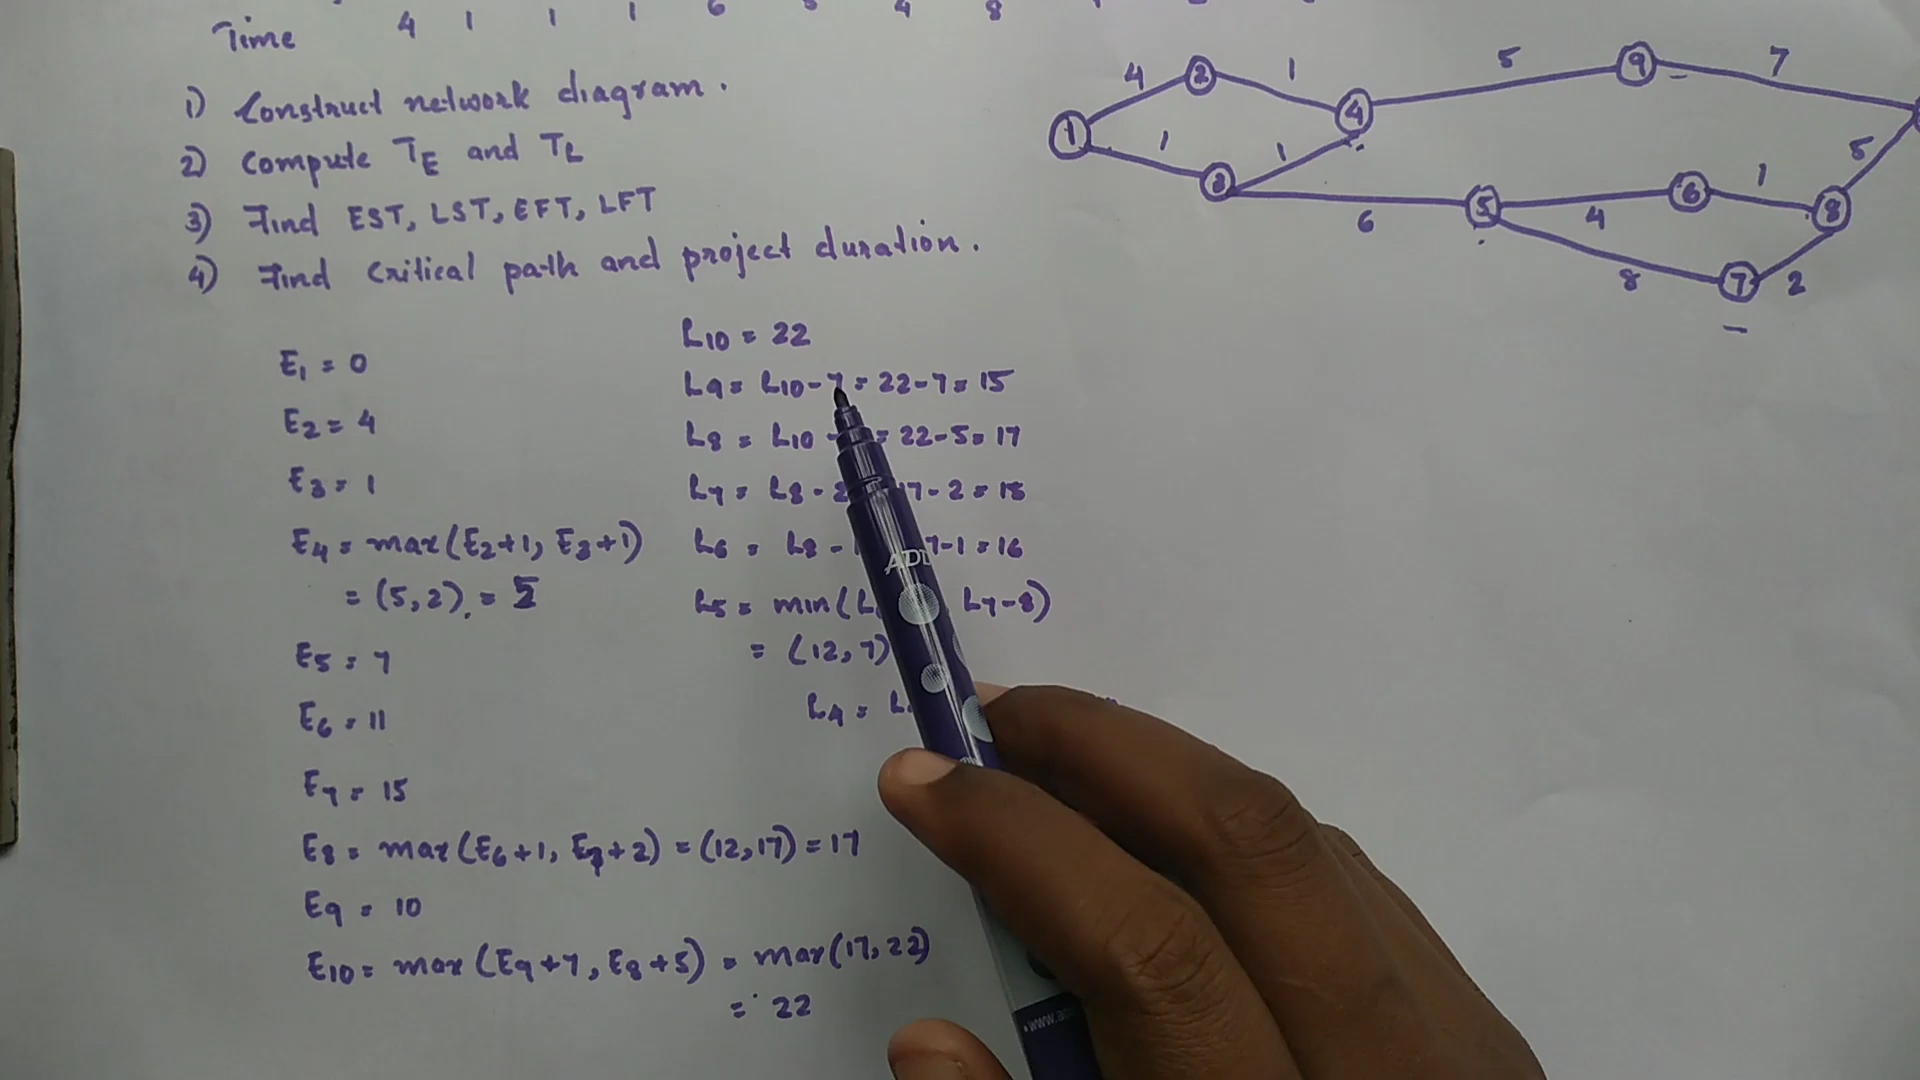 Time 4 1 1 1 6 5 4 8
1) Construct network diagram.
2) Compute TE and TL
3) Find EST, LST, EFT, LFT
4) Find critical path and project duration.
E1 = 0
E2 = 4
E3 = 1
E4 = max(E2+1, E3+1)
= (5,2) = 5
E5 = 7
E6 = 11
E7 = 15
E8 = max(E6+1, E7+2) = (12,17) = 17
E9 = 10
E10 = max(E9+7, E8+5) = max(17,22)
= 22
L10 = 22
L9 = L10-7 = 22-7 = 15
L8 = L10 - = 22-5 = 17
L7 = L8-2 7-2 = 15
L6 = L8- 7-1 = 16
L5 = min(L L7-8)
= (12,7)
L4 = L
1 4 2 1 4 5 9 7
1 3 1 6 5 4 6 1 8 5
8 7 2
ADD